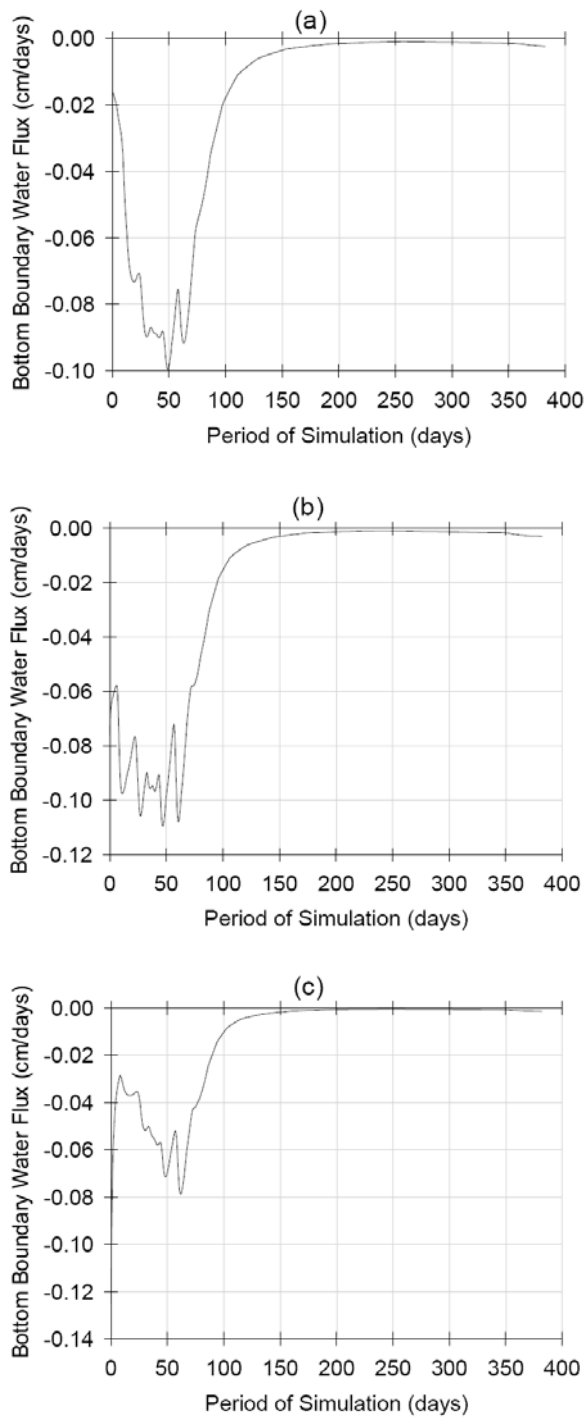 (a)
Bottom Boundary Water Flux (cm/days)
0.00
-0.02
-0.04
-0.06
-0.08
-0.10
0 50 100 150 200 250 300 350 400
Period of Simulation (days)
(b)
Bottom Boundary Water Flux (cm/days)
0.00
-0.02
-0.04
-0.06
-0.08
-0.10
-0.12
0 50 100 150 200 250 300 350 400
Period of Simulation (days)
(c)
Bottom Boundary Water Flux (cm/days)
0.00
-0.02
-0.04
-0.06
-0.08
-0.10
-0.12
-0.14
0 50 100 150 200 250 300 350 400
Period of Simulation (days)